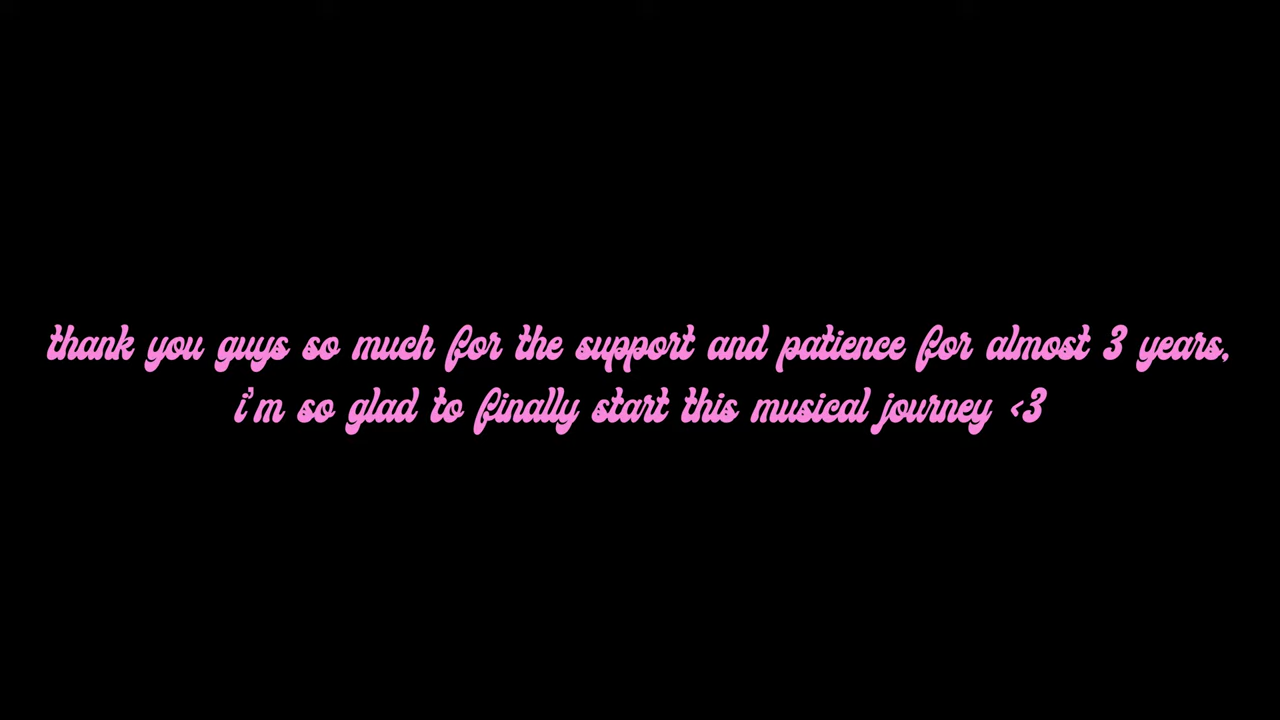 thank you guys so much for the support and patience for almost 3 years,
i'm so glad to finally start this musical journey <3